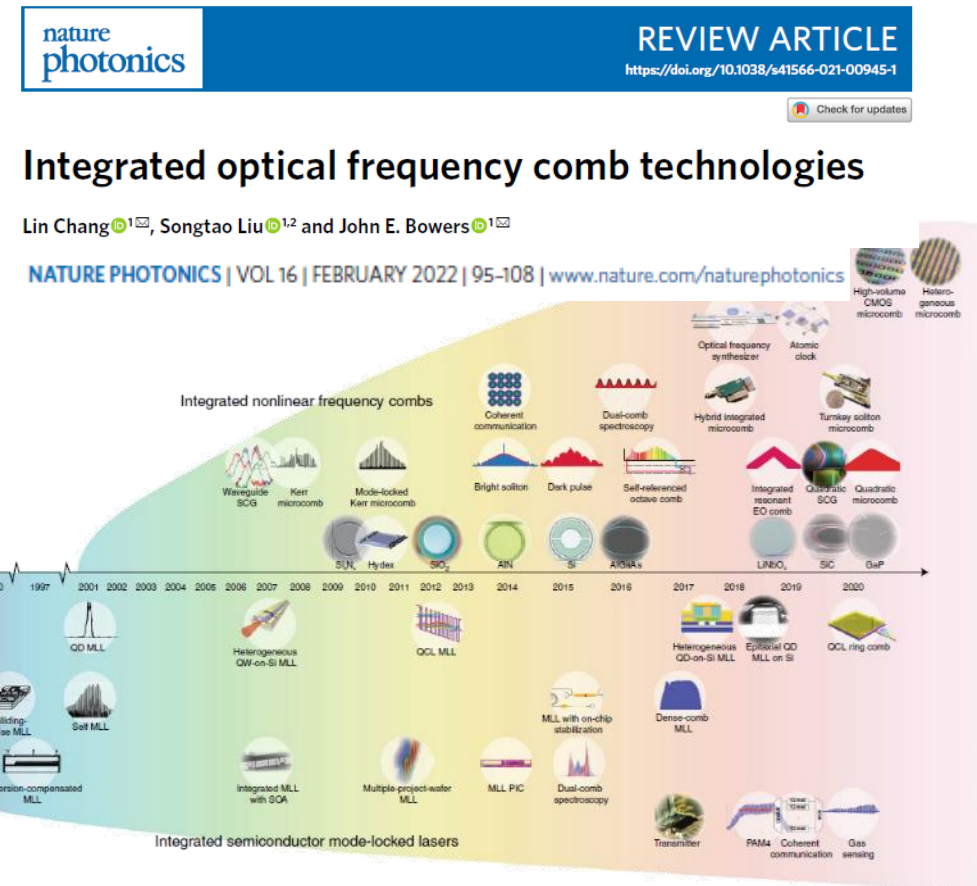 nature
photonics
REVIEW ARTICLE
https://doi.org/10.1038/s41566-021-00945-1
Check for updates
Integrated optical frequency comb technologies
Lin Chang iD 1, Songtao Liu iD 1,2 and John E. Bowers iD 1
NATURE PHOTONICS | VOL 16 | FEBRUARY 2022 | 95–108 | www.nature.com/naturephotonics
High-volume
CMOS
microcomb
Hetero-
geneous
microcomb
Optical frequency
synthesizer
Atomic
clock
Integrated nonlinear frequency combs
Coherent
communication
Dual-comb
spectroscopy
Hybrid integrated
microcomb
Turnkey soliton
microcomb
Waveguide
SCG
Kerr
microcomb
Mode-locked
Kerr microcomb
Bright soliton
Dark pulse
Self-referenced
octave comb
Integrated
resonant
EO comb
Quadratic
SCG
Quadratic
microcomb
Hydex
SiO2
AlN
Si
AlGaAs
LiNbO3
SiC
GaP
1997 2001 2002 2003 2004 2005 2006 2007 2008 2009 2010 2011 2012 2013 2014 2015 2016 2017 2018 2019 2020
QD MLL
Heterogeneous
QW-on-Si MLL
QCL MLL
Heterogeneous
QD-on-Si MLL
Epitaxial QD
MLL on Si
QCL ring comb
lliding-
se MLL
Self MLL
MLL with on-chip
stabilization
Dense-comb
MLL
ersion-compensated
MLL
Integrated MLL
with SOA
Multiple-project-wafer
MLL
MLL PIC
Dual-comb
spectroscopy
Integrated semiconductor mode-locked lasers
Transmitter
PAM4
Coherent
communication
Gas
sensing